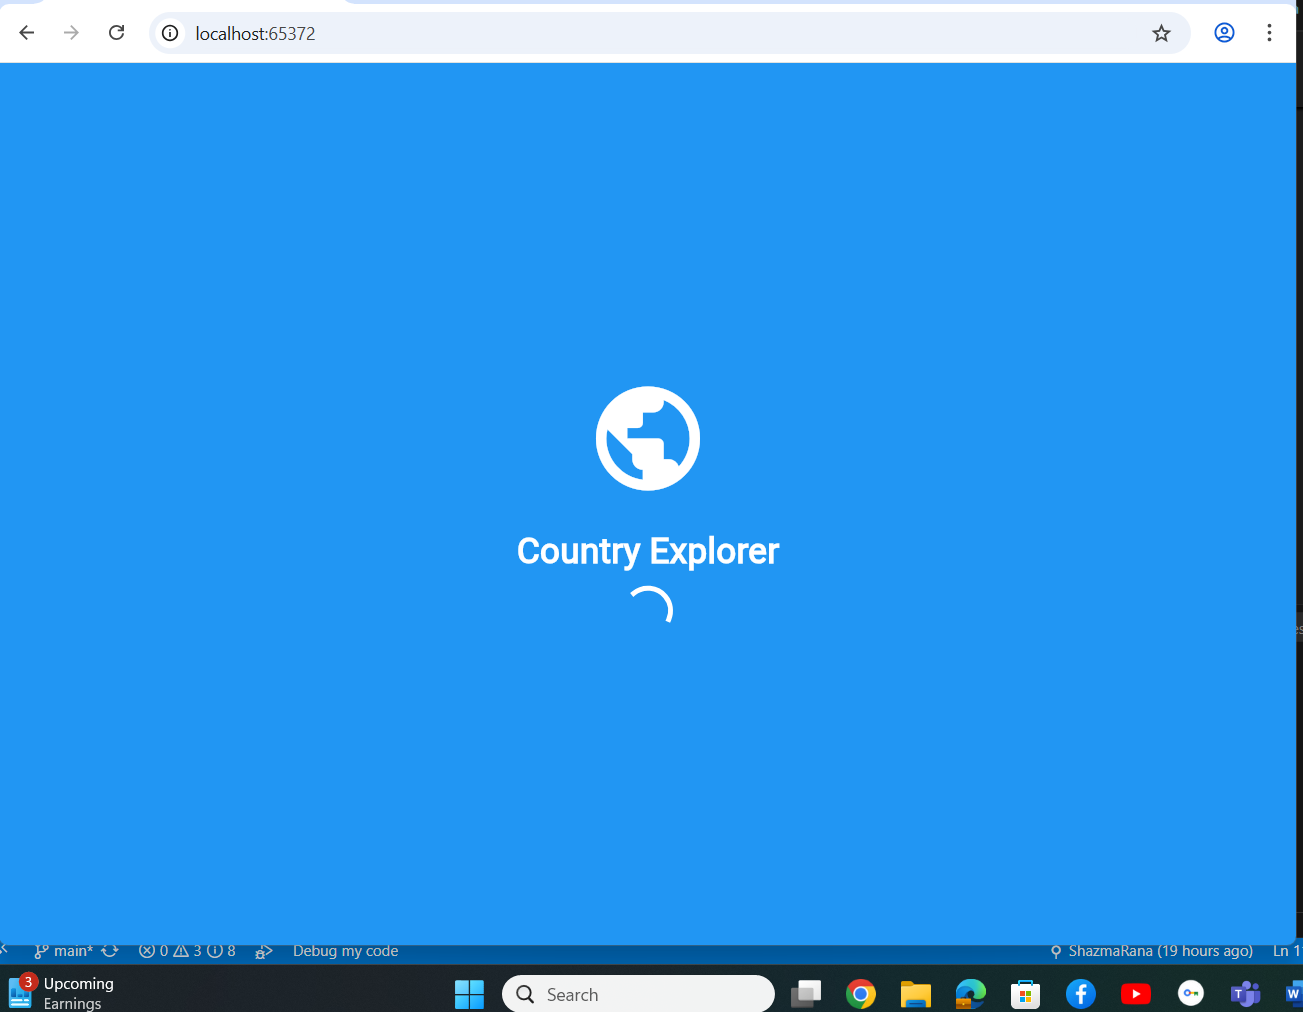 localhost:65372
Country Explorer
main* 0 3 8 Debug my code ShazmaRana (19 hours ago) Ln 1
3 Upcoming
Earnings
Search
T W